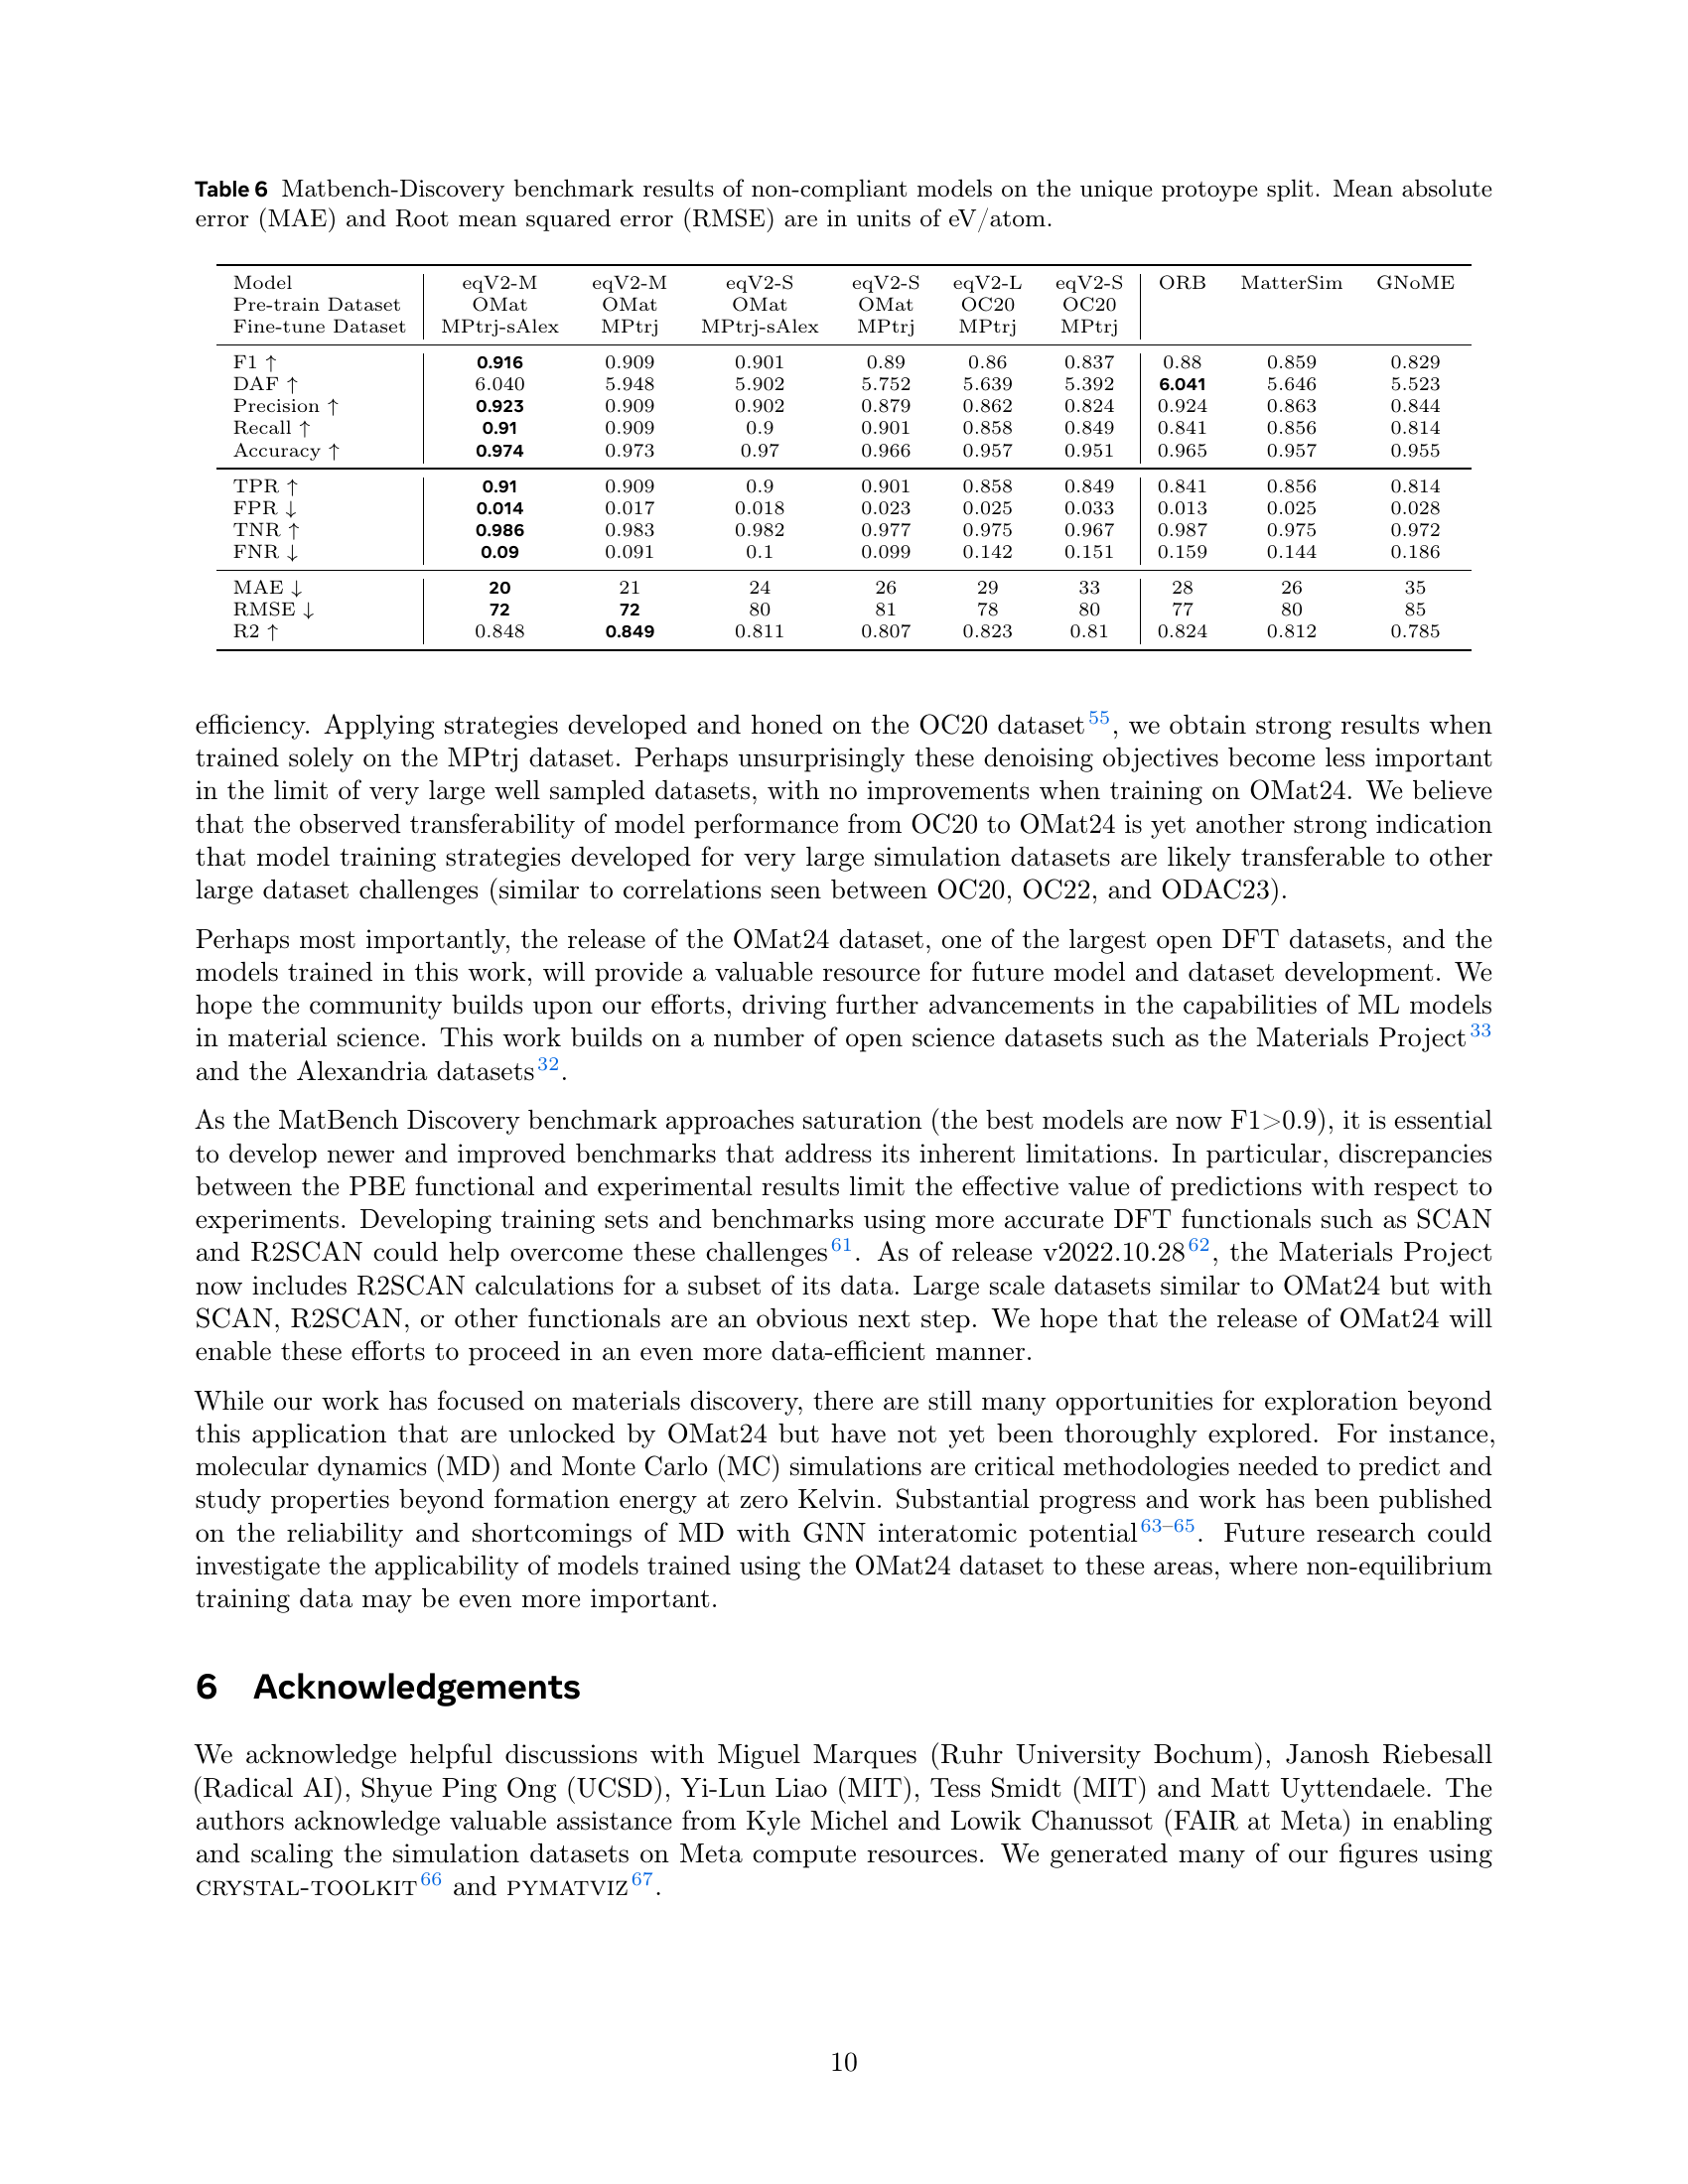 Table 6 Matbench-Discovery benchmark results of non-compliant models on the unique protoype split. Mean absolute
error (MAE) and Root mean squared error (RMSE) are in units of eV/atom.
Model eqV2-M eqV2-M eqV2-S eqV2-S eqV2-L eqV2-S ORB MatterSim GNoME
Pre-train Dataset OMat OMat OMat OMat OC20 OC20
Fine-tune Dataset MPtrj-sAlex MPtrj MPtrj-sAlex MPtrj MPtrj MPtrj
F1 ↑ 0.916 0.909 0.901 0.89 0.86 0.837 0.88 0.859 0.829
DAF ↑ 6.040 5.948 5.902 5.752 5.639 5.392 6.041 5.646 5.523
Precision ↑ 0.923 0.909 0.902 0.879 0.862 0.824 0.924 0.863 0.844
Recall ↑ 0.91 0.909 0.9 0.901 0.858 0.849 0.841 0.856 0.814
Accuracy ↑ 0.974 0.973 0.97 0.966 0.957 0.951 0.965 0.957 0.955
TPR ↑ 0.91 0.909 0.9 0.901 0.858 0.849 0.841 0.856 0.814
FPR ↓ 0.014 0.017 0.018 0.023 0.025 0.033 0.013 0.025 0.028
TNR ↑ 0.986 0.983 0.982 0.977 0.975 0.967 0.987 0.975 0.972
FNR ↓ 0.09 0.091 0.1 0.099 0.142 0.151 0.159 0.144 0.186
MAE ↓ 20 21 24 26 29 33 28 26 35
RMSE ↓ 72 72 80 81 78 80 77 80 85
R2 ↑ 0.848 0.849 0.811 0.807 0.823 0.81 0.824 0.812 0.785
efficiency. Applying strategies developed and honed on the OC20 dataset55, we obtain strong results when
trained solely on the MPtrj dataset. Perhaps unsurprisingly these denoising objectives become less important
in the limit of very large well sampled datasets, with no improvements when training on OMat24. We believe
that the observed transferability of model performance from OC20 to OMat24 is yet another strong indication
that model training strategies developed for very large simulation datasets are likely transferable to other
large dataset challenges (similar to correlations seen between OC20, OC22, and ODAC23).
Perhaps most importantly, the release of the OMat24 dataset, one of the largest open DFT datasets, and the
models trained in this work, will provide a valuable resource for future model and dataset development. We
hope the community builds upon our efforts, driving further advancements in the capabilities of ML models
in material science. This work builds on a number of open science datasets such as the Materials Project33
and the Alexandria datasets32.
As the MatBench Discovery benchmark approaches saturation (the best models are now F1>0.9), it is essential
to develop newer and improved benchmarks that address its inherent limitations. In particular, discrepancies
between the PBE functional and experimental results limit the effective value of predictions with respect to
experiments. Developing training sets and benchmarks using more accurate DFT functionals such as SCAN
and R2SCAN could help overcome these challenges61. As of release v2022.10.2862, the Materials Project
now includes R2SCAN calculations for a subset of its data. Large scale datasets similar to OMat24 but with
SCAN, R2SCAN, or other functionals are an obvious next step. We hope that the release of OMat24 will
enable these efforts to proceed in an even more data-efficient manner.
While our work has focused on materials discovery, there are still many opportunities for exploration beyond
this application that are unlocked by OMat24 but have not yet been thoroughly explored. For instance,
molecular dynamics (MD) and Monte Carlo (MC) simulations are critical methodologies needed to predict and
study properties beyond formation energy at zero Kelvin. Substantial progress and work has been published
on the reliability and shortcomings of MD with GNN interatomic potential63–65. Future research could
investigate the applicability of models trained using the OMat24 dataset to these areas, where non-equilibrium
training data may be even more important.
6 Acknowledgements
We acknowledge helpful discussions with Miguel Marques (Ruhr University Bochum), Janosh Riebesall
(Radical AI), Shyue Ping Ong (UCSD), Yi-Lun Liao (MIT), Tess Smidt (MIT) and Matt Uyttendaele. The
authors acknowledge valuable assistance from Kyle Michel and Lowik Chanussot (FAIR at Meta) in enabling
and scaling the simulation datasets on Meta compute resources. We generated many of our figures using
CRYSTAL-TOOLKIT66 and PYMATVIZ67.
10